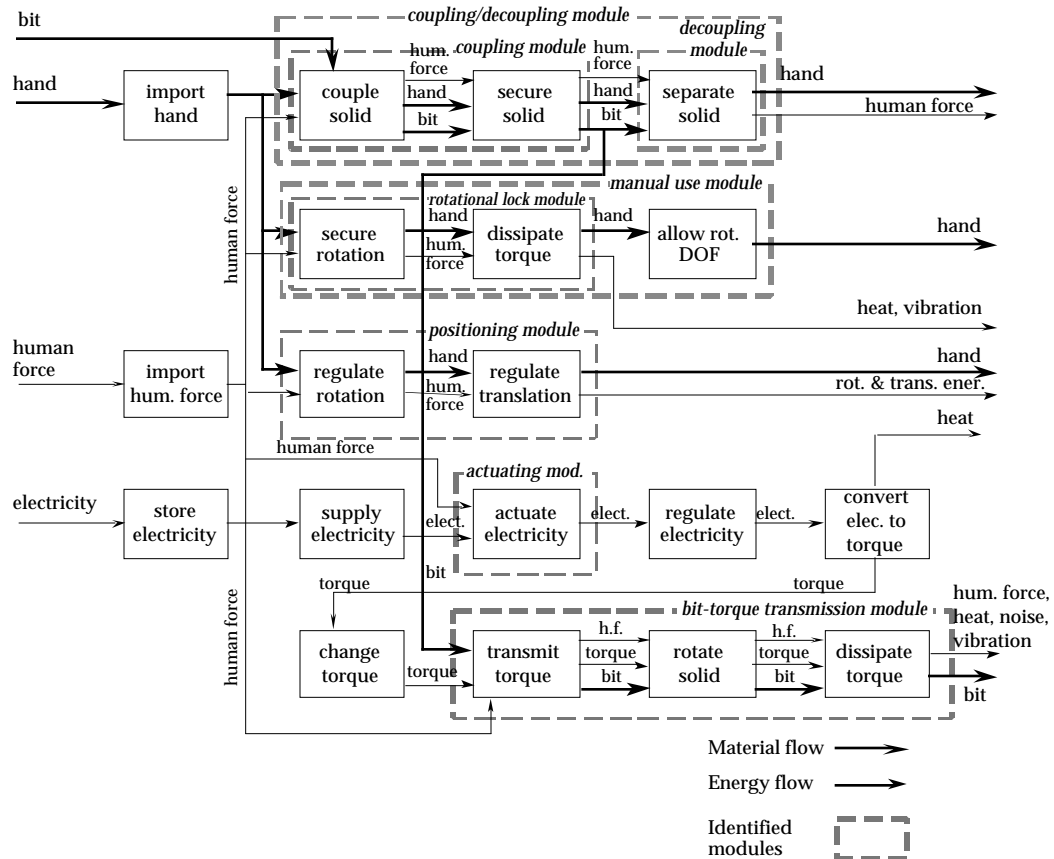 coupling/decoupling module
bit
decoupling
module
coupling module
hum.
force
hum.
force
hand
hand
import
hand
couple
solid
hand
bit
secure
solid
hand
bit
separate
solid
human force
manual use module
rotational lock module
human force
secure
rotation
hand
hum.
force
dissipate
torque
hand
allow rot.
DOF
hand
heat, vibration
positioning module
human
force
import
hum. force
regulate
rotation
hand
hum.
force
regulate
translation
hand
rot. & trans. ener.
heat
human force
actuating mod.
electricity
store
electricity
supply
electricity
elect.
actuate
electricity
elect.
regulate
electricity
elect.
convert
elec. to
torque
bit
torque
torque
human force
bit-torque transmission module
hum. force,
heat, noise,
vibration
change
torque
torque
transmit
torque
h.f.
torque
bit
rotate
solid
h.f.
torque
bit
dissipate
torque
bit
Material flow
Energy flow
Identified
modules